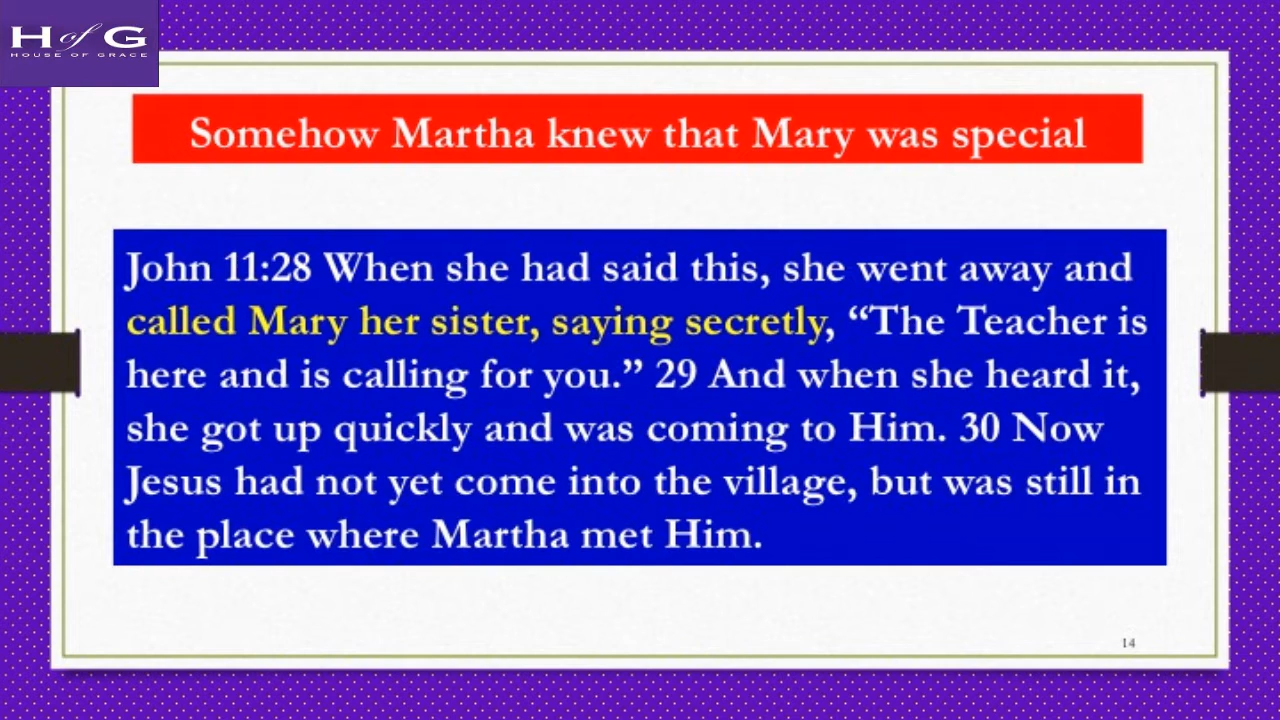 H of G
HOUSE OF GRACE
Somehow Martha knew that Mary was special
John 11:28 When she had said this, she went away and
called Mary her sister, saying secretly, “The Teacher is
here and is calling for you.” 29 And when she heard it,
she got up quickly and was coming to Him. 30 Now
Jesus had not yet come into the village, but was still in
the place where Martha met Him.
14